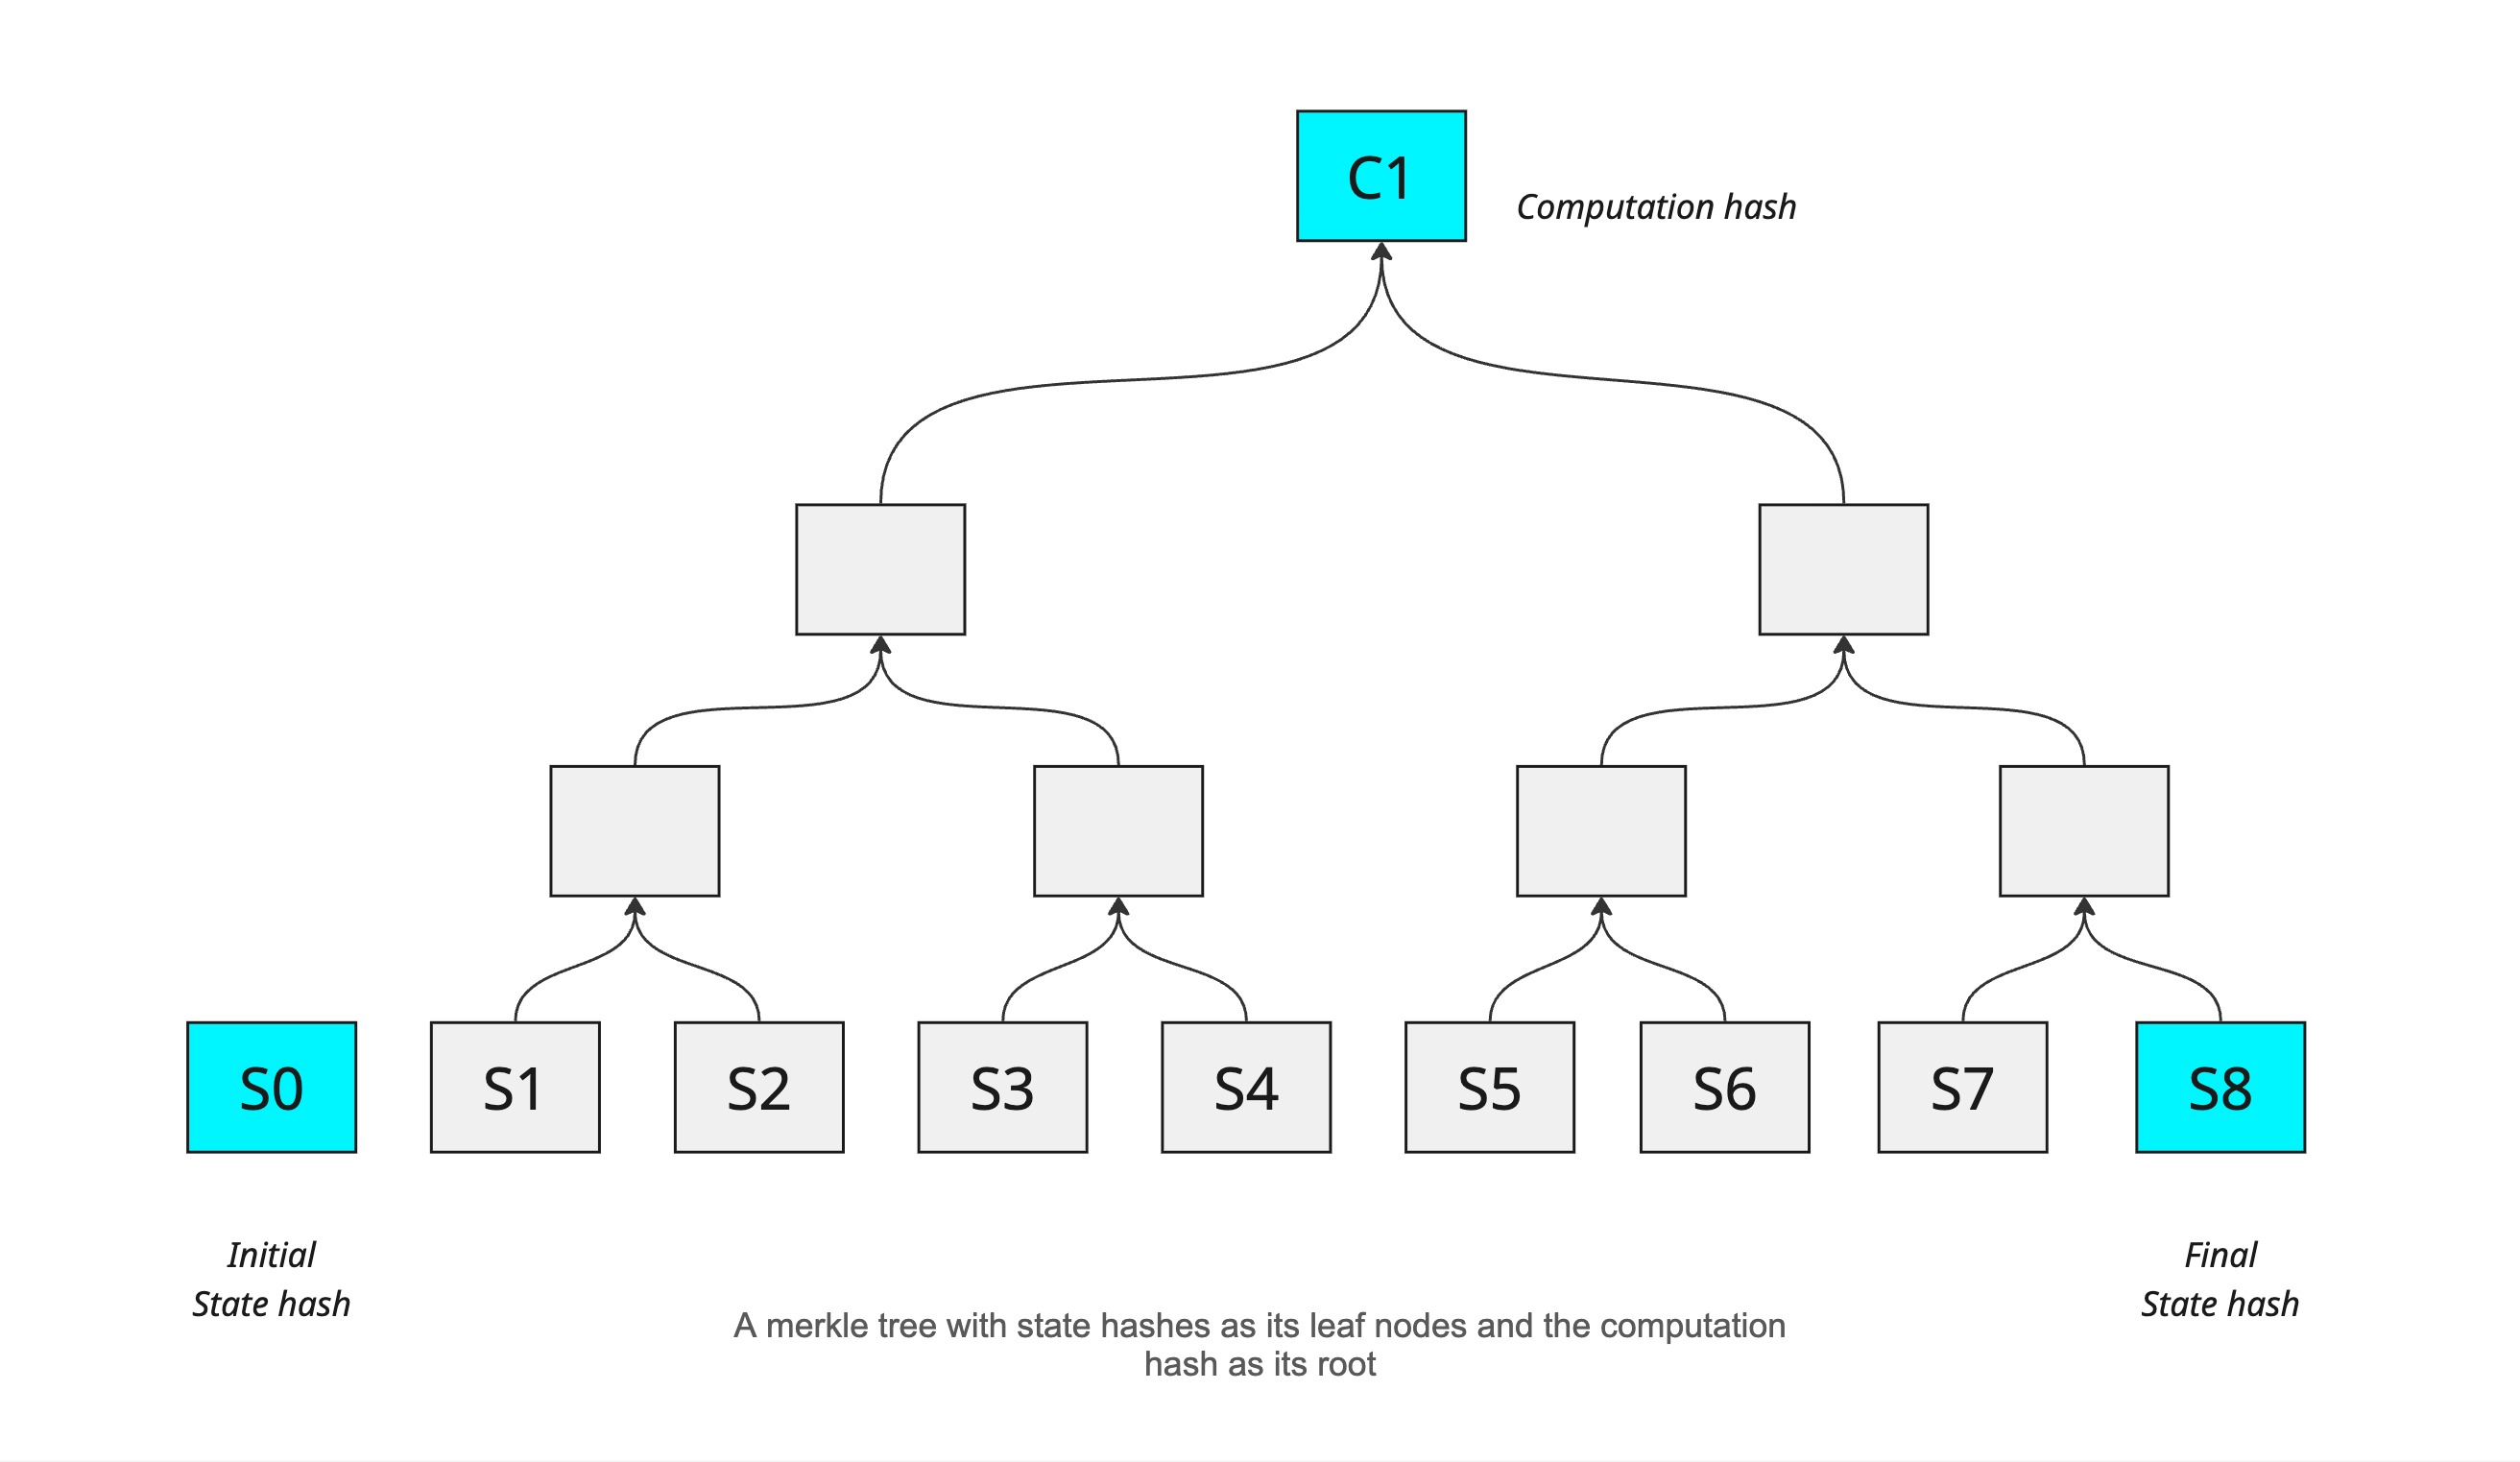 C1
Computation hash
S0
S1
S2
S3
S4
S5
S6
S7
S8
Initial
State hash
Final
State hash
A merkle tree with state hashes as its leaf nodes and the computation
hash as its root